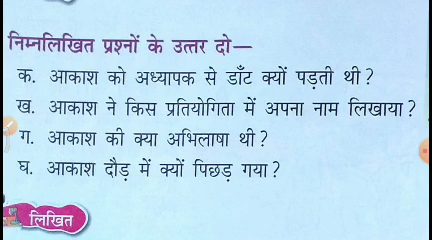 निम्नलिखित प्रश्नों के उत्तर दो—
क. आकाश को अध्यापक से डाँट क्यों पड़ती थी?
ख. आकाश ने किस प्रतियोगिता में अपना नाम लिखाया?
ग. आकाश की क्या अभिलाषा थी?
घ. आकाश दौड़ में क्यों पिछड़ गया?
लिखित